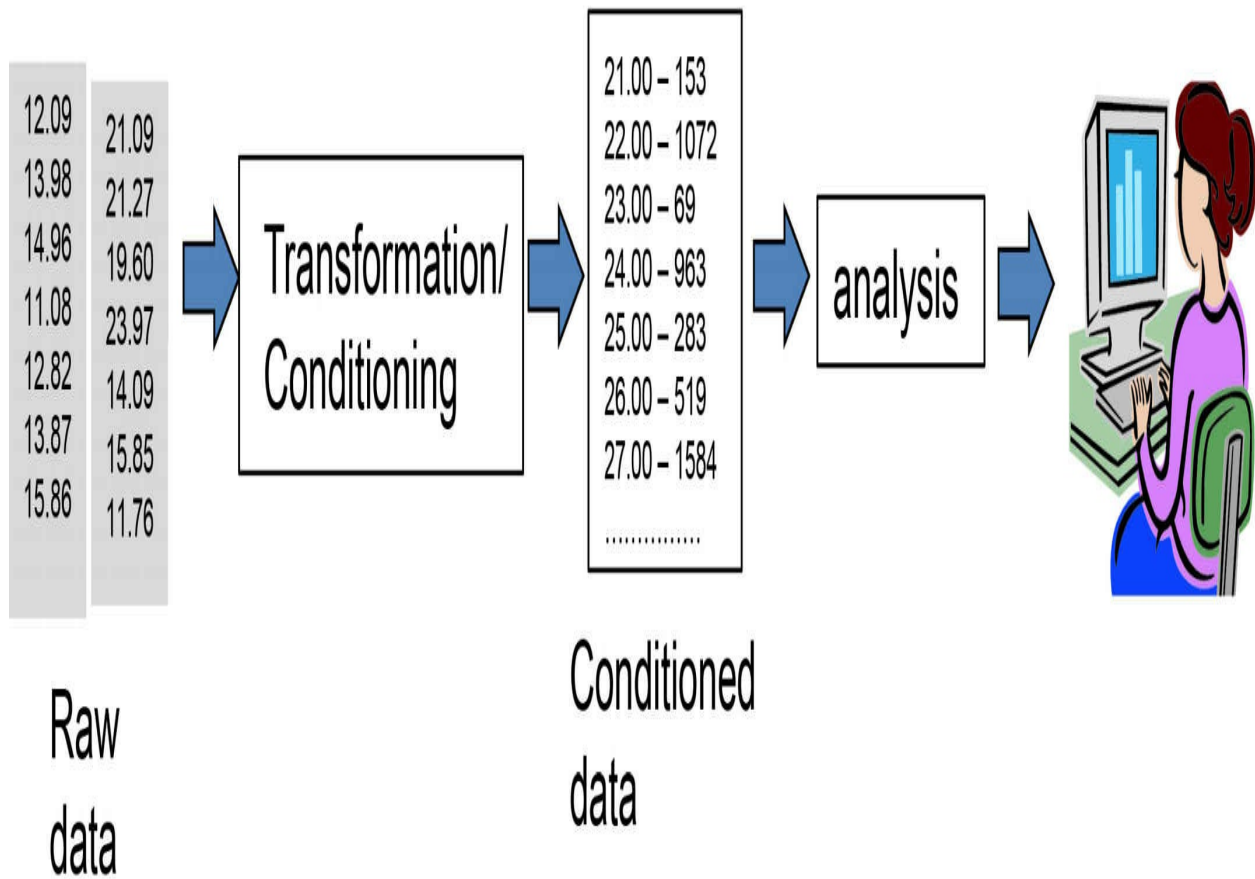 12.09
13.98
14.96
11.08
12.82
13.87
15.86
21.09
21.27
19.60
23.97
14.09
15.85
11.76
Raw
data
Transformation/
Conditioning
21.00 – 153
22.00 – 1072
23.00 – 69
24.00 – 963
25.00 – 283
26.00 – 519
27.00 – 1584
...............
Conditioned
data
analysis